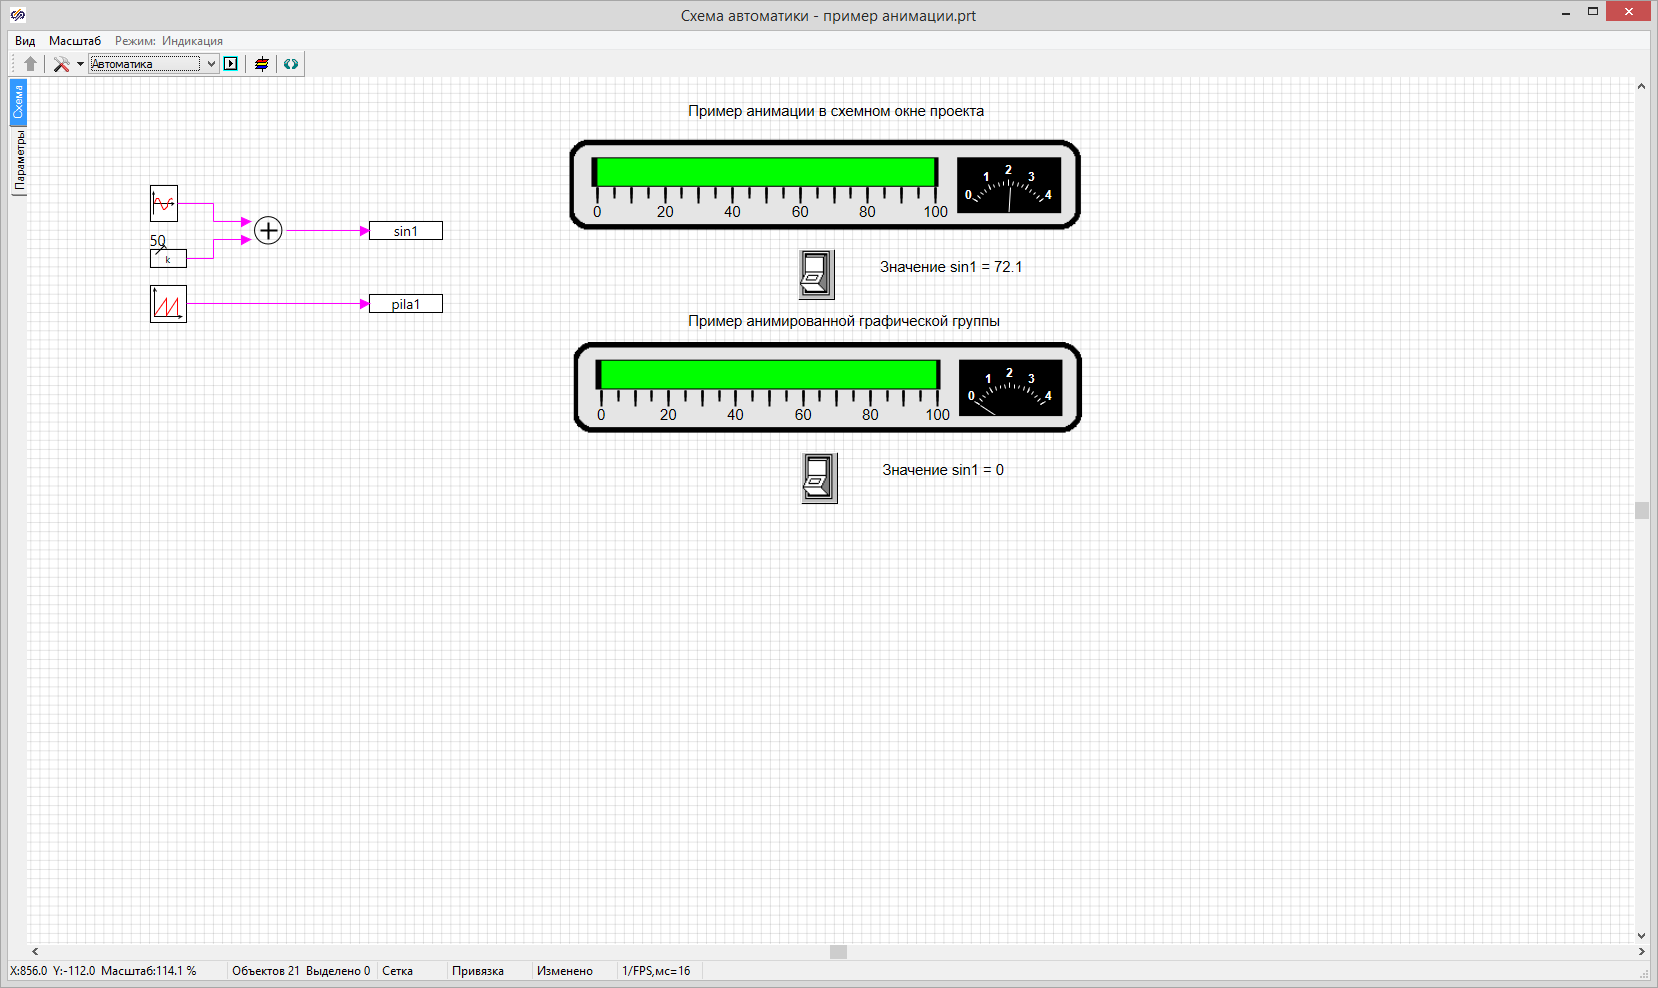 Схема автоматики - пример анимации.prt
Вид Масштаб Режим: Индикация
Автоматика
Схема
Параметры
Пример анимации в схемном окне проекта
0 20 40 60 80 100
0 1 2 3 4
50
k
sin1
pila1
Значение sin1 = 72.1
Пример анимированной графической группы
0 20 40 60 80 100
0 1 2 3 4
Значение sin1 = 0
X:856.0 Y:-112.0 Масштаб:114.1 % Объектов 21 Выделено 0 Сетка Привязка Изменено 1/FPS,мс=16